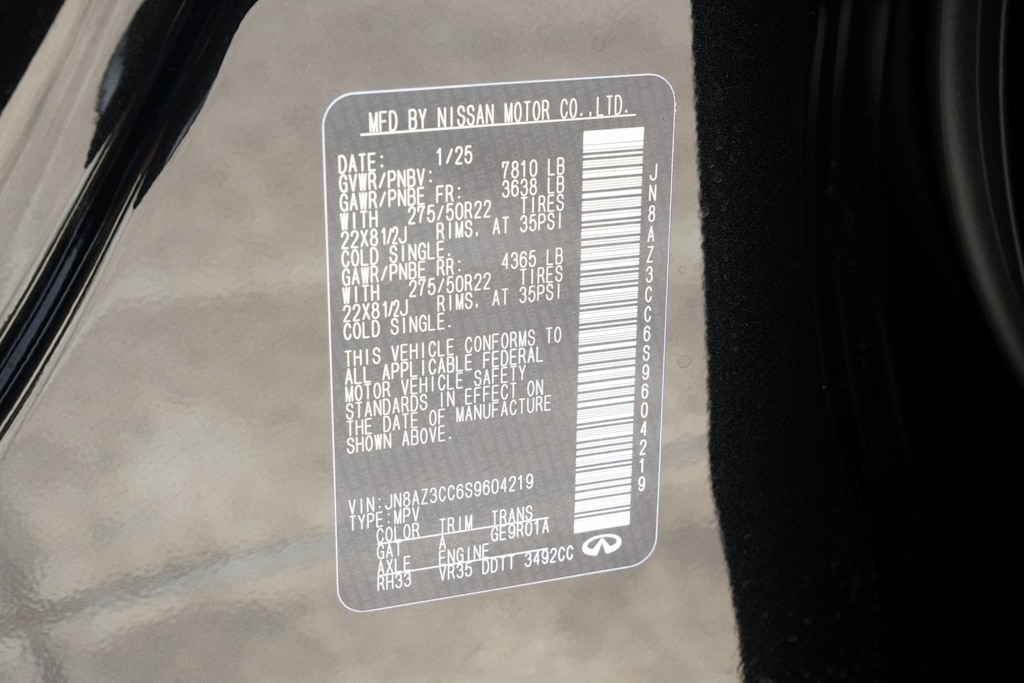 MFD BY NISSAN MOTOR CO.,LTD.
DATE: 1/25
GVWR/PNBV: 7810 LB
GAWR/PNBE FR: 3638 LB
WITH 275/50R22 TIRES
22X81/2J RIMS. AT 35PSI
COLD SINGLE.
GAWR/PNBE RR: 4365 LB
WITH 275/50R22 TIRES
22X81/2J RIMS. AT 35PSI
COLD SINGLE.
THIS VEHICLE CONFORMS TO
ALL APPLICABLE FEDERAL
MOTOR VEHICLE SAFETY
STANDARDS IN EFFECT ON
THE DATE OF MANUFACTURE
SHOWN ABOVE.
VIN:JN8AZ3CC6S9604219
TYPE:MPV
COLOR TRIM TRANS
GAT A GE9R01A
AXLE ENGINE
RH33 VR35 DDTT 3492CC
JN8AZ3CC6S9604219